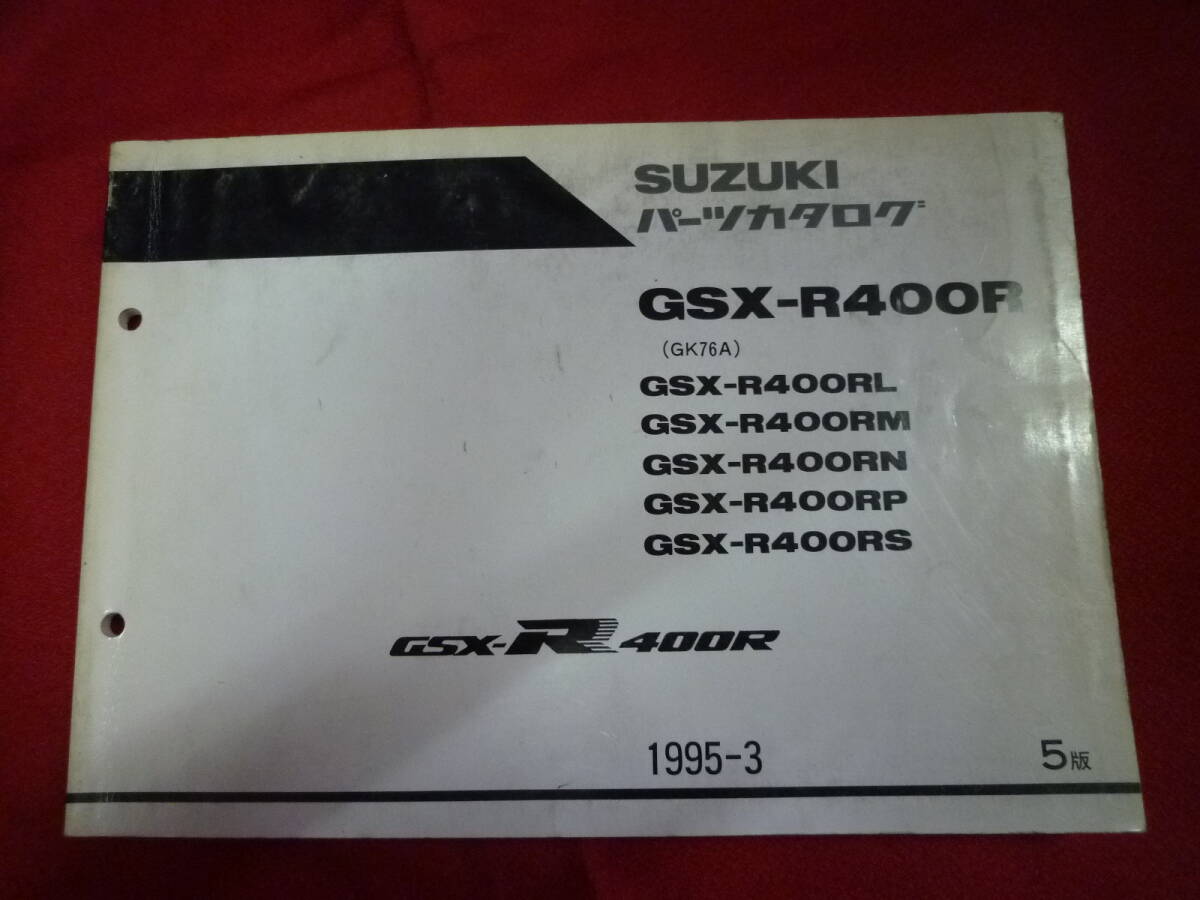 SUZUKI
パーツカタログ
GSX-R400R
(GK76A)
GSX-R400RL
GSX-R400RM
GSX-R400RN
GSX-R400RP
GSX-R400RS
GSX-R400R
1995-3
5版